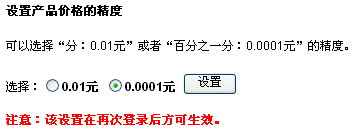 设置产品价格的精度
可以选择“分：0.01元”或者“百分之一分：0.0001元”的精度。
选择： 0.01元 0.0001元 设置
注意：该设置在再次登录后方可生效。